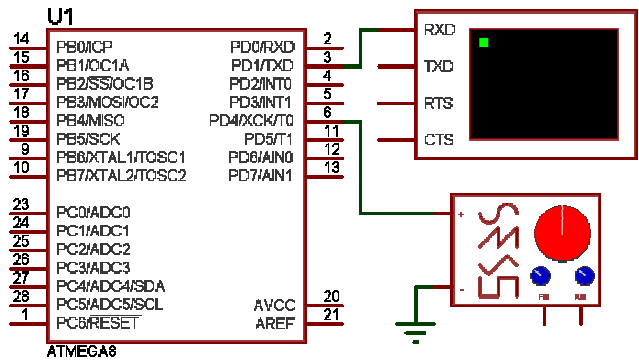 U1
14 PB0/ICP PD0/RXD 2
15 PB1/OC1A PD1/TXD 3
16 PB2/SS/OC1B PD2/INT0 4
17 PB3/MOSI/OC2 PD3/INT1 5
18 PB4/MISO PD4/XCK/T0 6
19 PB5/SCK PD5/T1 11
9 PB6/XTAL1/TOSC1 PD6/AIN0 12
10 PB7/XTAL2/TOSC2 PD7/AIN1 13
23 PC0/ADC0
24 PC1/ADC1
25 PC2/ADC2
26 PC3/ADC3
27 PC4/ADC4/SDA
28 PC5/ADC5/SCL AVCC 20
1 PC6/RESET AREF 21
ATMEGA8
RXD
TXD
RTS
CTS
+
-